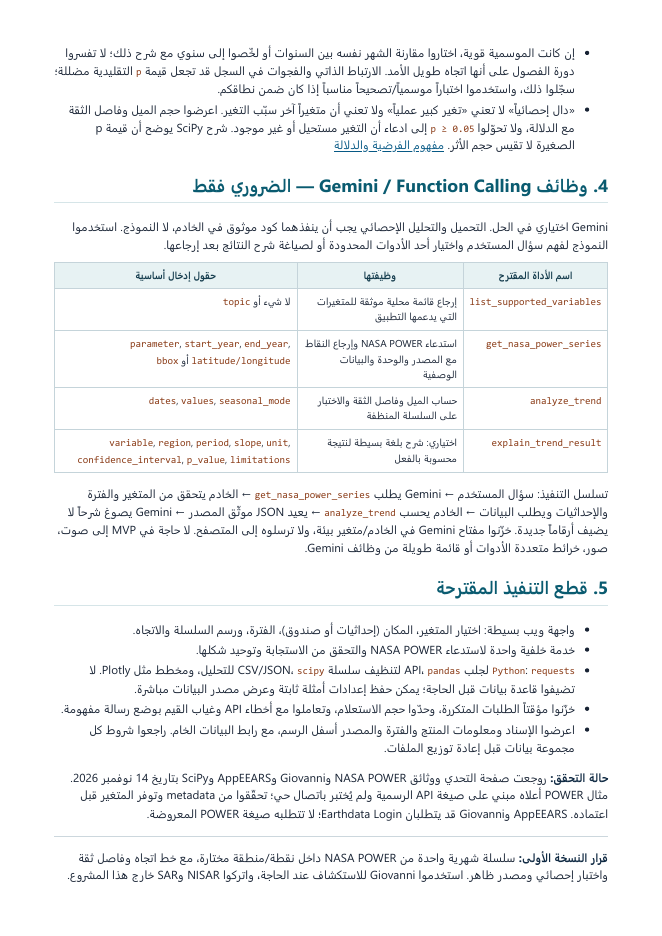 • إن كانت الموسمية قوية، اختاروا مقارنة الشهر نفسه بين السنوات أو لخّصوا إلى سنوي مع شرح ذلك؛ لا تفسروا
دورة الفصول على أنها اتجاه طويل الأمد. الارتباط الذاتي والفجوات في السجل قد تجعل قيمة p التقليدية مضللة؛
سجّلوا ذلك، واستخدموا اختباراً موسمياً/تصحيحاً مناسباً إذا كان ضمن نطاقكم.
• «دال إحصائياً» لا تعني «تغير كبير عملياً» ولا تعني أن متغيراً آخر سبّب التغير. اعرضوا حجم الميل وفاصل الثقة
مع الدلالة، ولا تحوّلوا p ≥ 0.05 إلى ادعاء أن التغير مستحيل أو غير موجود. شرح SciPy يوضح أن قيمة p
الصغيرة لا تقيس حجم الأثر. مفهوم الفرضية والدلالة
4. وظائف Gemini / Function Calling — الضروري فقط
Gemini اختياري في الحل. التحميل والتحليل الإحصائي يجب أن ينفذهما كود موثوق في الخادم، لا النموذج. استخدموا
النموذج لفهم سؤال المستخدم واختيار أحد الأدوات المحدودة أو لصياغة شرح النتائج بعد إرجاعها.
اسم الأداة المقترح وظيفتها حقول إدخال أساسية
list_supported_variables إرجاع قائمة محلية موثقة للمتغيرات لا شيء أو topic
التي يدعمها التطبيق
get_nasa_power_series استدعاء NASA POWER وإرجاع النقاط parameter, start_year, end_year,
مع المصدر والوحدة والبيانات latitude/longitude أو bbox
الوصفية
analyze_trend حساب الميل وفاصل الثقة والاختبار dates, values, seasonal_mode
على السلسلة المنظفة
explain_trend_result اختياري: شرح بلغة بسيطة لنتيجة variable, region, period, slope, unit,
محسوبة بالفعل confidence_interval, p_value, limitations
تسلسل التنفيذ: سؤال المستخدم ← Gemini يطلب get_nasa_power_series ← الخادم يتحقق من المتغير والفترة
والإحداثيات ويطلب البيانات ← الخادم يحسب analyze_trend ← يعيد JSON موثّق المصدر ← Gemini يصوغ شرحاً لا
يضيف أرقاماً جديدة. خزّنوا مفتاح Gemini في الخادم/متغير بيئة، ولا ترسلوه إلى المتصفح. لا حاجة في MVP إلى صوت،
صور، خرائط متعددة الأدوات أو قائمة طويلة من وظائف Gemini.
5. قطع التنفيذ المقترحة
• واجهة ويب بسيطة: اختيار المتغير، المكان (إحداثيات أو صندوق)، الفترة، ورسم السلسلة والاتجاه.
• خدمة خلفية واحدة لاستدعاء NASA POWER والتحقق من الاستجابة وتوحيد شكلها.
• Python: requests لجلب API، pandas لتنظيف سلسلة CSV/JSON، scipy للتحليل، ومخطط مثل Plotly. لا
تضيفوا قاعدة بيانات قبل الحاجة؛ يمكن حفظ إعدادات أمثلة ثابتة وعرض مصدر البيانات مباشرة.
• خزّنوا مؤقتاً الطلبات المتكررة، وحدّوا حجم الاستعلام، وتعاملوا مع أخطاء API وغياب القيم بوضع رسالة مفهومة.
• اعرضوا الإسناد ومعلومات المنتج والفترة والمصدر أسفل الرسم، مع رابط البيانات الخام. راجعوا شروط كل
مجموعة بيانات قبل إعادة توزيع الملفات.
حالة التحقق: روجعت صفحة التحدي ووثائق NASA POWER وGiovanni وAppEEARS وSciPy بتاريخ 14 نوفمبر 2026.
مثال POWER أعلاه مبني على صيغة API الرسمية ولم يُختبر باتصال حي؛ تحقّقوا من metadata وتوفر المتغير قبل
اعتماده. AppEEARS وGiovanni قد يتطلبان Earthdata Login؛ لا تتطلبه صيغة POWER المعروضة.
قرار النسخة الأولى: سلسلة شهرية واحدة من NASA POWER داخل نقطة/منطقة مختارة، مع خط اتجاه وفاصل ثقة
واختبار إحصائي ومصدر ظاهر. استخدموا Giovanni للاستكشاف عند الحاجة، واتركوا NISAR وSAR خارج هذا المشروع.